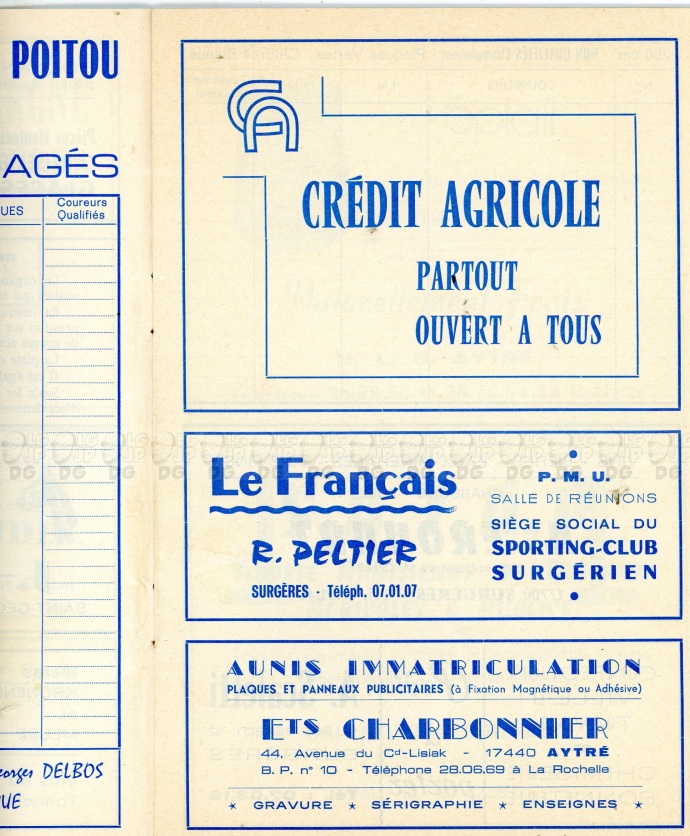 POITOU
AGÉS
UES
Coureurs
Qualifiés
eorges DELBOS
UE
CA
CRÉDIT AGRICOLE
PARTOUT
OUVERT A TOUS
Le Français
R. PELTIER
SURGÈRES - Téléph. 07.01.07
P. M. U.
SALLE DE RÉUNIONS
SIÈGE SOCIAL DU
SPORTING-CLUB
SURGÉRIEN
AUNIS IMMATRICULATION
PLAQUES ET PANNEAUX PUBLICITAIRES (à Fixation Magnétique ou Adhésive)
ETS CHARBONNIER
44, Avenue du Cd-Lisiak - 17440 AYTRÉ
B. P. n° 10 - Téléphone 28.06.69 à La Rochelle
★ GRAVURE ★ SÉRIGRAPHIE ★ ENSEIGNES ★